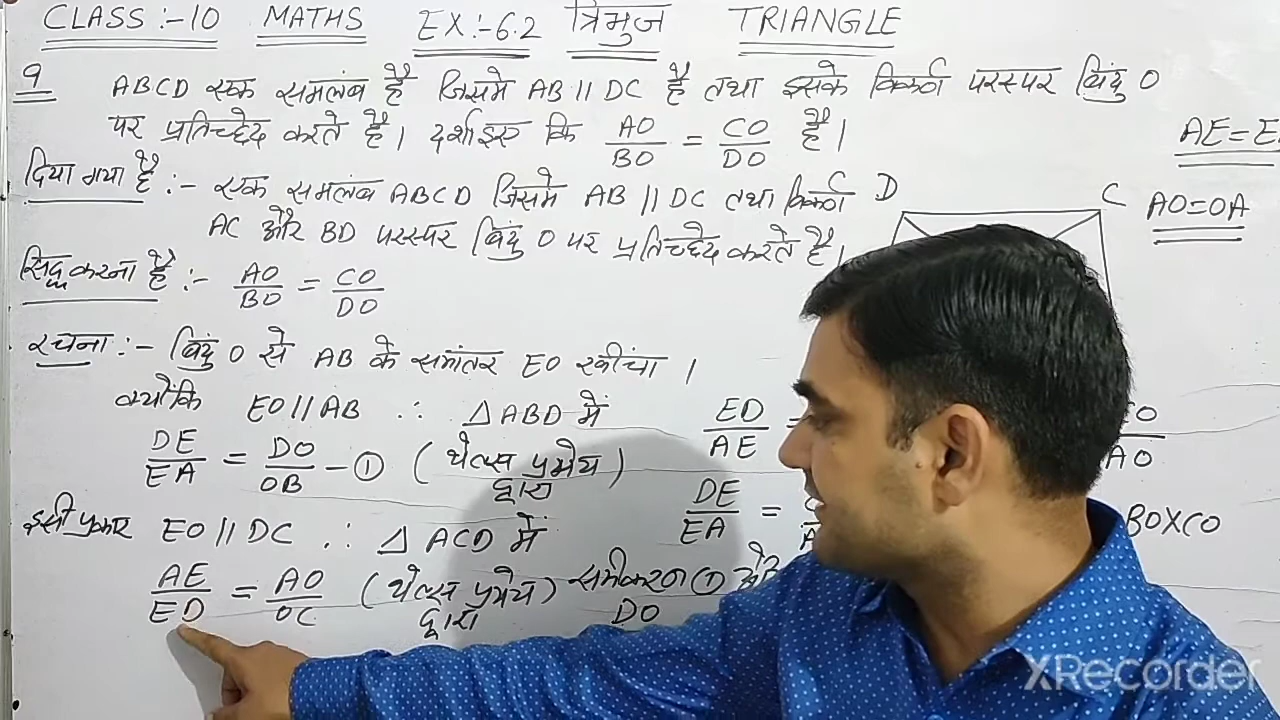 CLASS :- 10 MATHS EX :- 6.2 त्रिभुज TRIANGLE
9 ABCD एक समलंब है जिसमे AB || DC है तथा इसके विकर्ण परस्पर बिंदु O
पर प्रतिच्छेद करते है। दर्शाइए कि AO/BO = CO/DO है।
AE = E
दिया गया है :- एक समलंब ABCD जिसमे AB || DC तथा विकर्ण
D C AO = OA
AC और BD परस्पर बिंदु O पर प्रतिच्छेद करते है।
सिद्ध करना है :- AO/BO = CO/DO
रचना :- बिंदु O से AB के समांतर EO खींचा।
क्योंकि EO || AB ∴ △ ABD में
DE/EA = DO/OB - ① (थेल्स प्रमेय द्वारा)
इसी प्रकार EO || DC ∴ △ ACD में
AE/ED = AO/OC (थेल्स प्रमेय द्वारा)
ED/AE =
AO
DE/EA =
BO X CO
समीकरण ①
DO
XRecorder